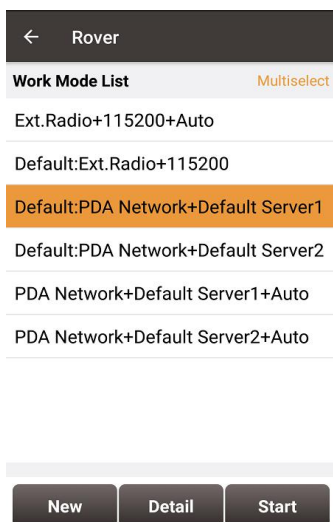 Rover
Work Mode List Multiselect
Ext.Radio+115200+Auto
Default:Ext.Radio+115200
Default:PDA Network+Default Server1
Default:PDA Network+Default Server2
PDA Network+Default Server1+Auto
PDA Network+Default Server2+Auto
New Detail Start